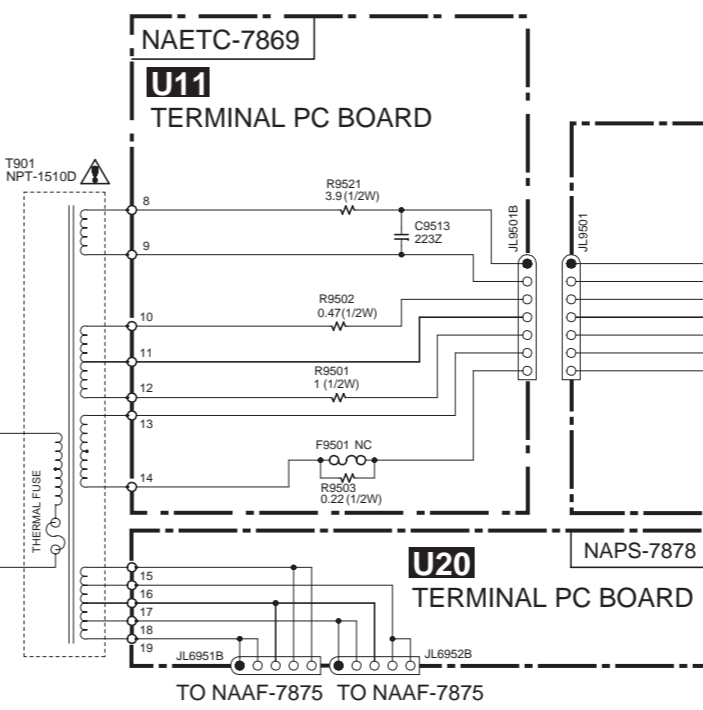 NAETC-7869
U11
TERMINAL PC BOARD
T901
NPT-1510D
8
R9521
3.9 (1/2W)
C9513
223Z
9
JL9501B
JL9501
10
R9502
0.47(1/2W)
11
R9501
1 (1/2W)
12
13
F9501 NC
14
R9503
0.22 (1/2W)
THERMAL FUSE
U20
NAPS-7878
TERMINAL PC BOARD
15
16
17
18
19
JL6951B
JL6952B
TO NAAF-7875
TO NAAF-7875